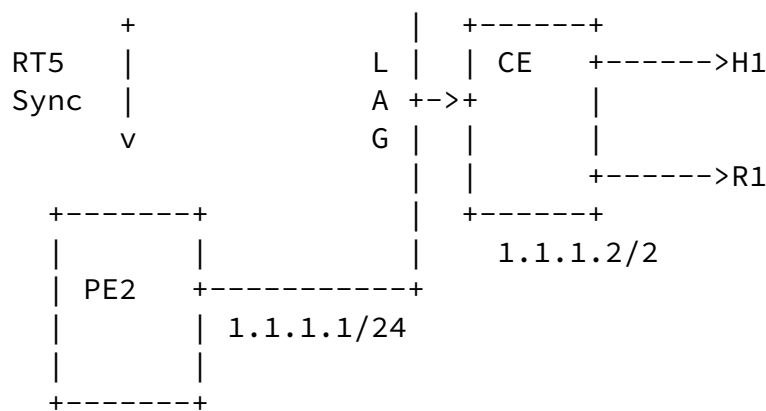 RT5 L CE H1
Sync A
G
R1
1.1.1.2/2
PE2
1.1.1.1/24